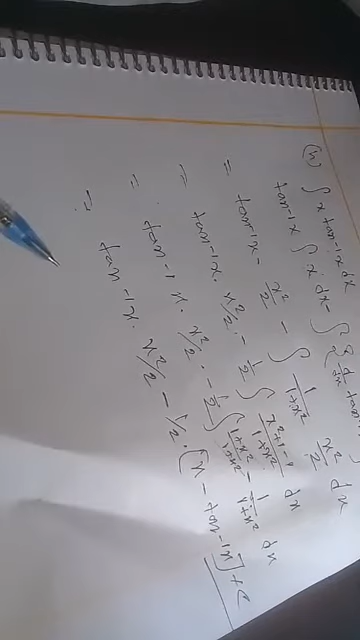 (h) ∫ x tan-1x dx
tan-1x ∫ x dx - ∫ { d/dx tan-
= tan-1x - x²/2 - ∫ 1/1+x² x²/2 dx
= tan-1x. x²/2 - 1/2 ∫ x²+1-1/1+x² dx
= tan-1x. x²/2. - 1/2 ∫ 1+x²/1+x² - 1/1+x² dx
= tan-1x. x²/2 - 1/2. [x - tan-1x] + c